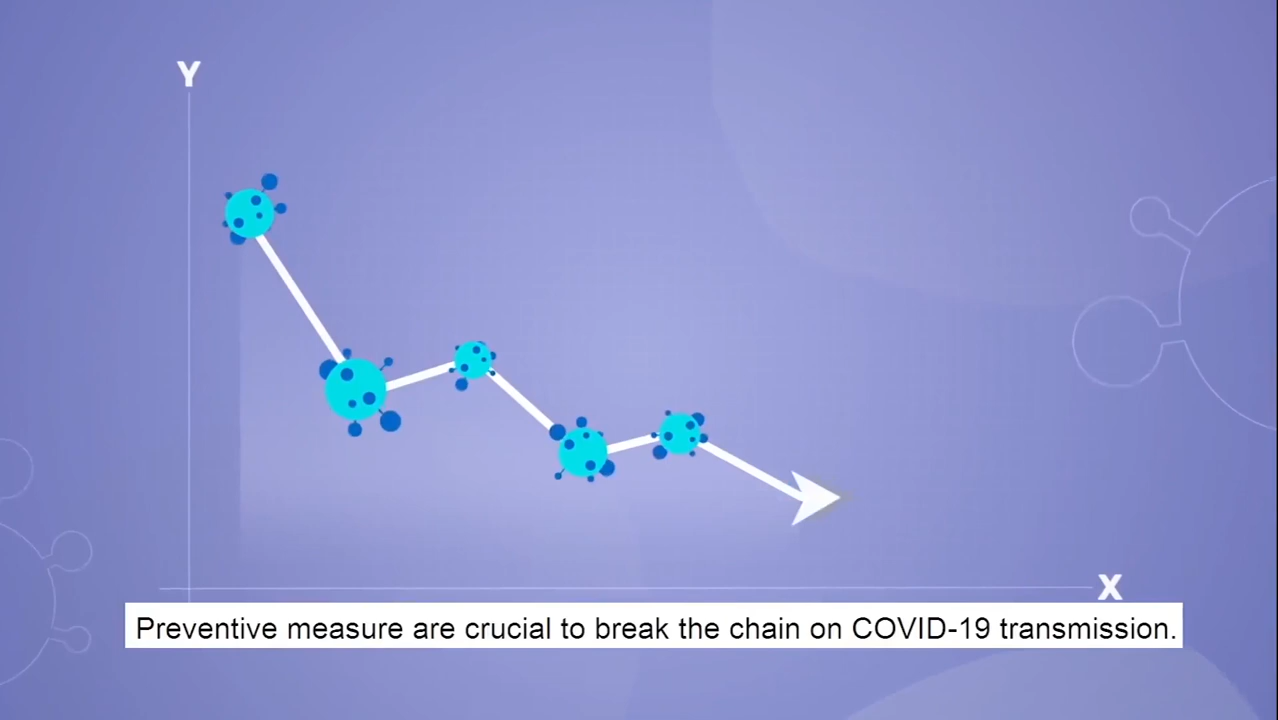 Y
X
Preventive measure are crucial to break the chain on COVID-19 transmission.